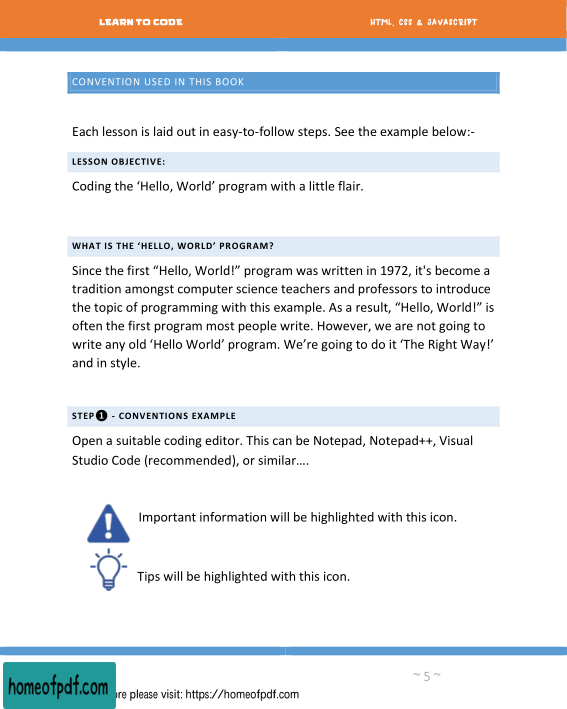 LEARN TO CODE
HTML, CSS & JAVASCRIPT
CONVENTION USED IN THIS BOOK
Each lesson is laid out in easy-to-follow steps. See the example below:-
LESSON OBJECTIVE:
Coding the ‘Hello, World’ program with a little flair.
WHAT IS THE ‘HELLO, WORLD’ PROGRAM?
Since the first “Hello, World!” program was written in 1972, it's become a
tradition amongst computer science teachers and professors to introduce
the topic of programming with this example. As a result, “Hello, World!” is
often the first program most people write. However, we are not going to
write any old ‘Hello World’ program. We’re going to do it ‘The Right Way!’
and in style.
STEP❶ - CONVENTIONS EXAMPLE
Open a suitable coding editor. This can be Notepad, Notepad++, Visual
Studio Code (recommended), or similar....
Important information will be highlighted with this icon.
Tips will be highlighted with this icon.
~ 5 ~
homeofpdf.com
please visit: https://homeofpdf.com